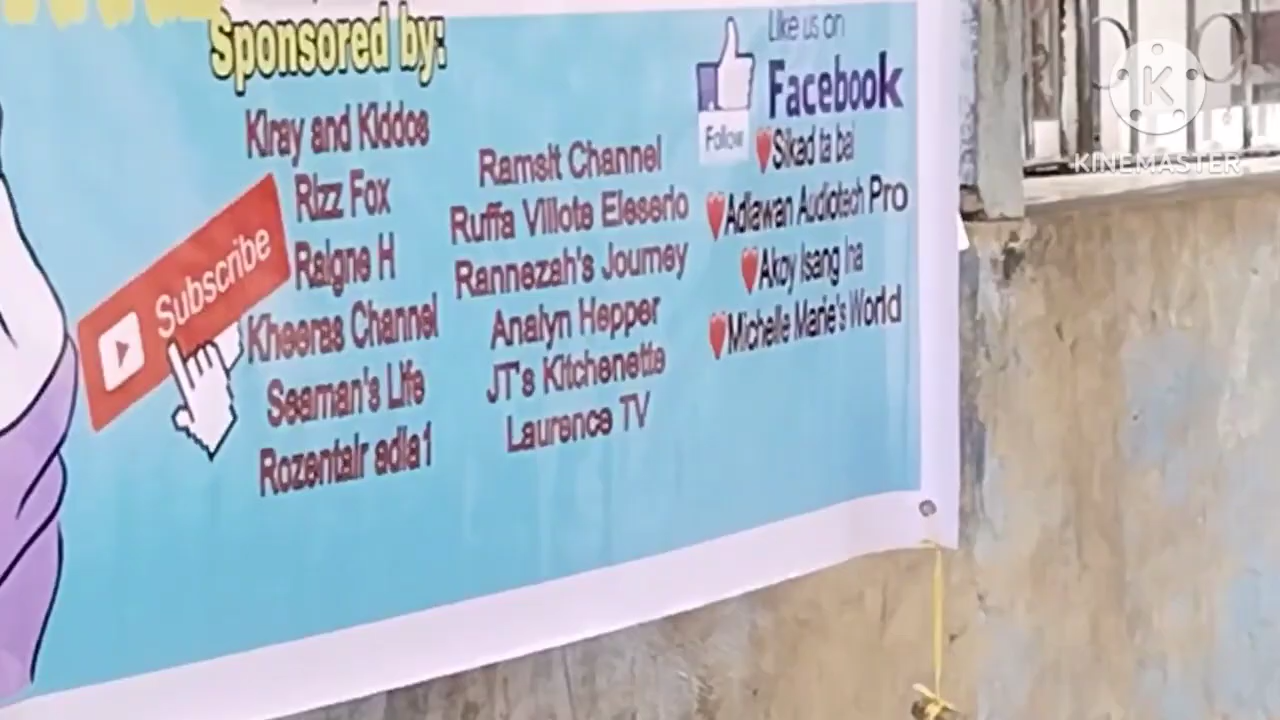 Sponsored by:
Kiray and Kiddos
Rizz Fox
Raigne H
Kheeras Channel
Seaman's Life
Rozentair adla1
Subscribe
Ramsit Channel
Ruffa Villote Eleserio
Rannezah's Journey
Analyn Hepper
JT's Kitchenette
Laurence TV
Like us on
Facebook
Follow
Sikad ta bai
Adlawan Audiotech Pro
Akoy Isang Ina
Michelle Marie's World
K
KINEMASTER